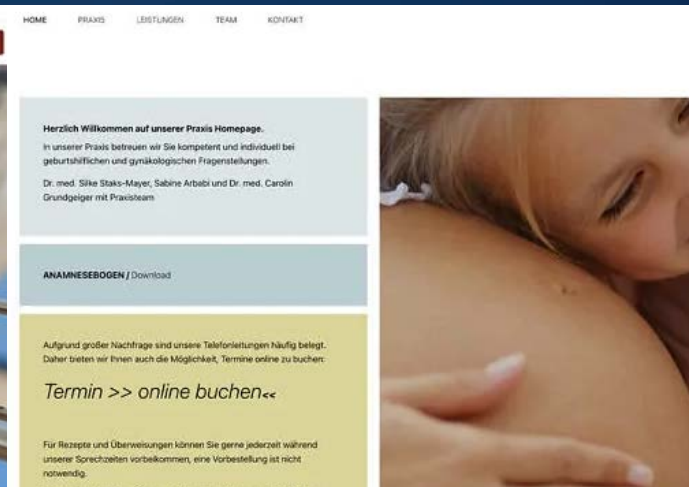 HOME PRAXIS LEISTUNGEN TEAM KONTAKT
Herzlich Willkommen auf unserer Praxis Homepage.
In unserer Praxis betreuen wir Sie kompetent und individuell bei
geburtshilflichen und gynäkologischen Fragenstellungen.
Dr. med. Silke Staks-Mayer, Sabine Arbabi und Dr. med. Carolin
Grundgeiger mit Praxisteam
ANAMNESEBOGEN / Download
Aufgrund großer Nachfrage sind unsere Telefonleitungen häufig belegt.
Daher bieten wir Ihnen auch die Möglichkeit, Termine online zu buchen:
Termin >> online buchen<<
Für Rezepte und Überweisungen können Sie gerne jederzeit während
unserer Sprechzeiten vorbeikommen, eine Vorbestellung ist nicht
notwendig.